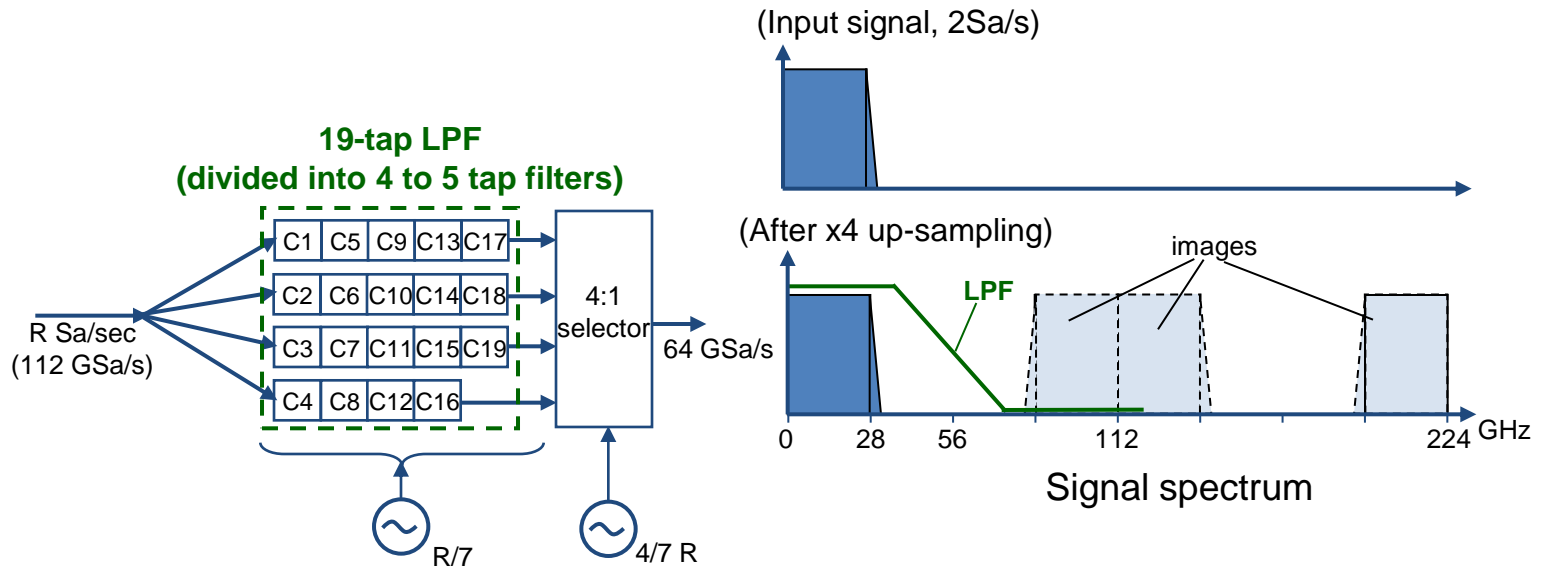 (Input signal, 2Sa/s)
19-tap LPF
(divided into 4 to 5 tap filters)
C1 C5 C9 C13 C17
C2 C6 C10 C14 C18
C3 C7 C11 C15 C19
C4 C8 C12 C16
R Sa/sec
(112 GSa/s)
4:1
selector
64 GSa/s
R/7
4/7 R
(After x4 up-sampling)
images
LPF
0 28 56 112 224 GHz
Signal spectrum